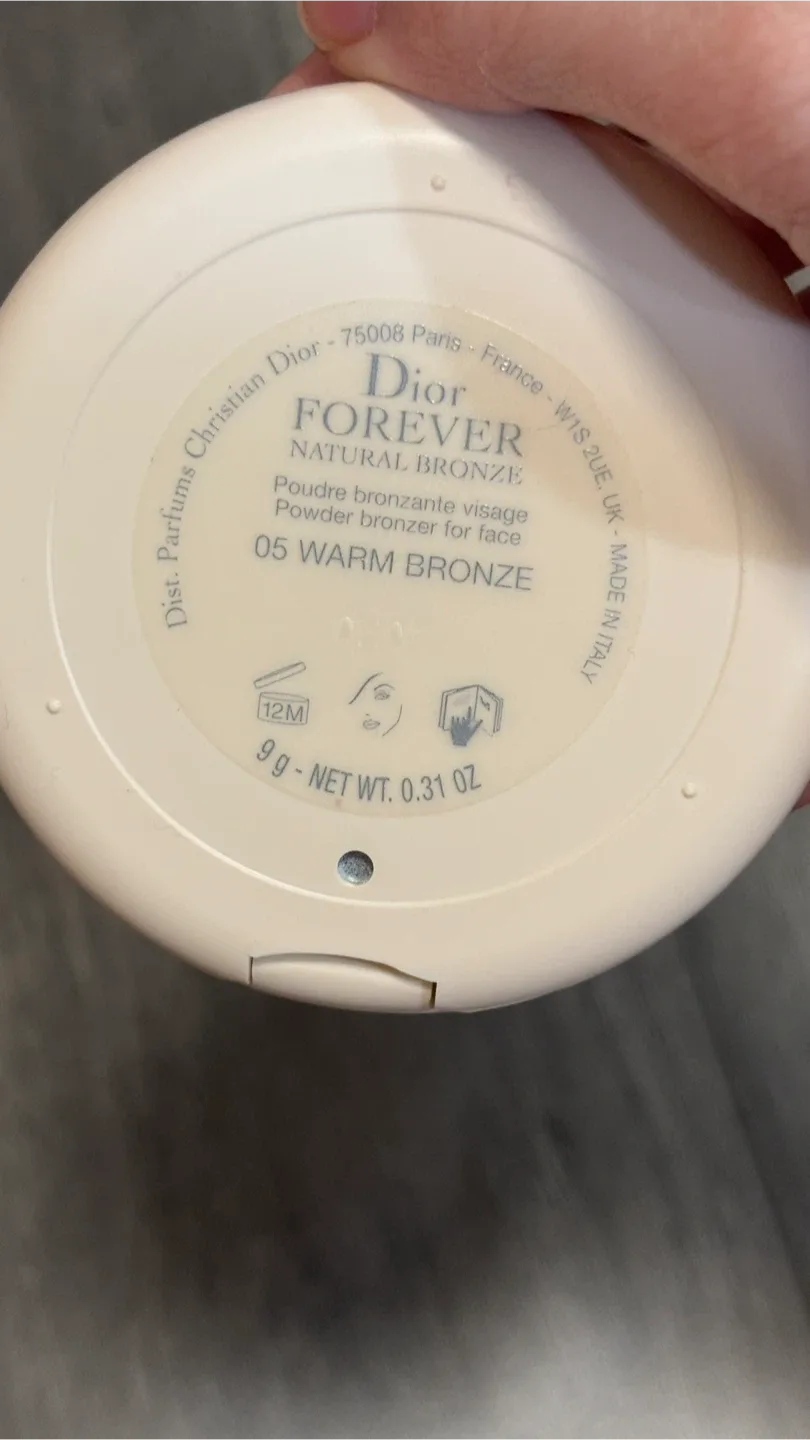 Dist. Parfums Christian Dior - 75008 Paris - France - W1S 2UE, UK - MADE IN ITALY
Dior
FOREVER
NATURAL BRONZE
Poudre bronzante visage
Powder bronzer for face
05 WARM BRONZE
12M
9 g - NET WT. 0.31 OZ